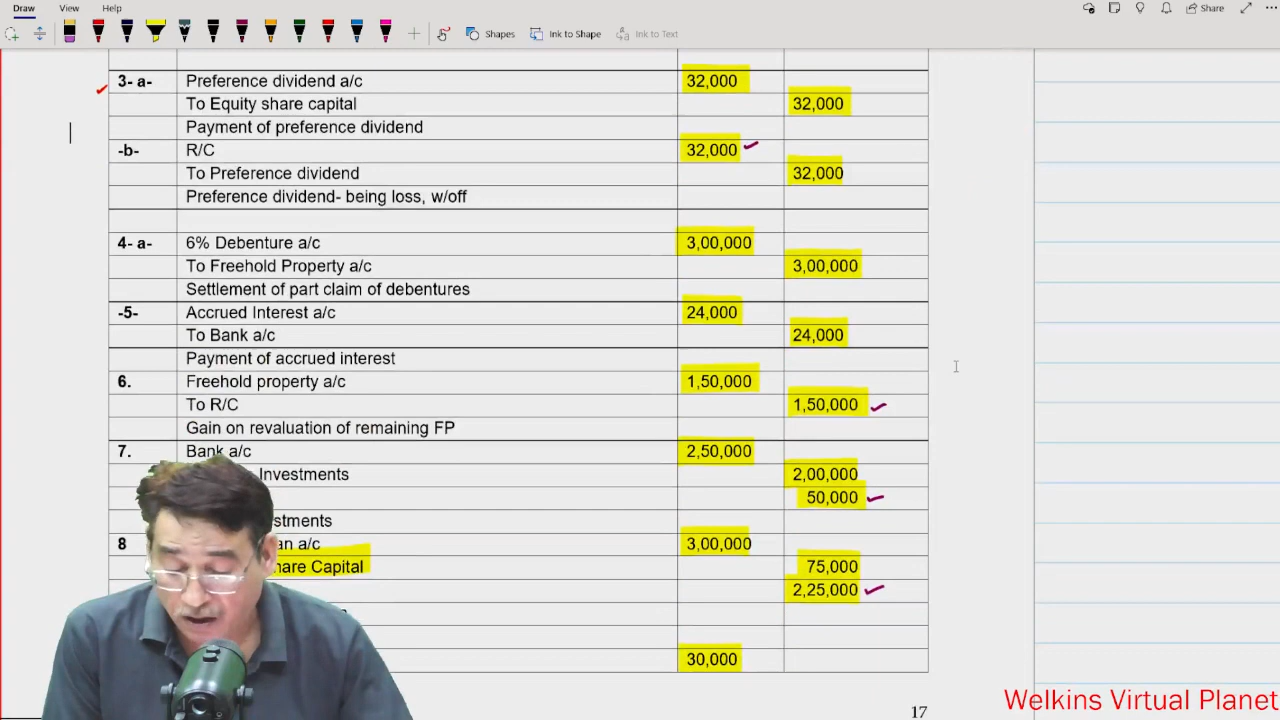 Draw View Help
Share
Shapes Ink to Shape Ink to Text
3- a- Preference dividend a/c 32,000
To Equity share capital 32,000
Payment of preference dividend
-b- R/C 32,000
To Preference dividend 32,000
Preference dividend- being loss, w/off
4- a- 6% Debenture a/c 3,00,000
To Freehold Property a/c 3,00,000
Settlement of part claim of debentures
-5- Accrued Interest a/c 24,000
To Bank a/c 24,000
Payment of accrued interest
6. Freehold property a/c 1,50,000
To R/C 1,50,000
Gain on revaluation of remaining FP
7. Bank a/c 2,50,000
Investments 2,00,000
50,000
stments
8 an a/c 3,00,000
hare Capital 75,000
2,25,000
30,000
17
Welkins Virtual Planet